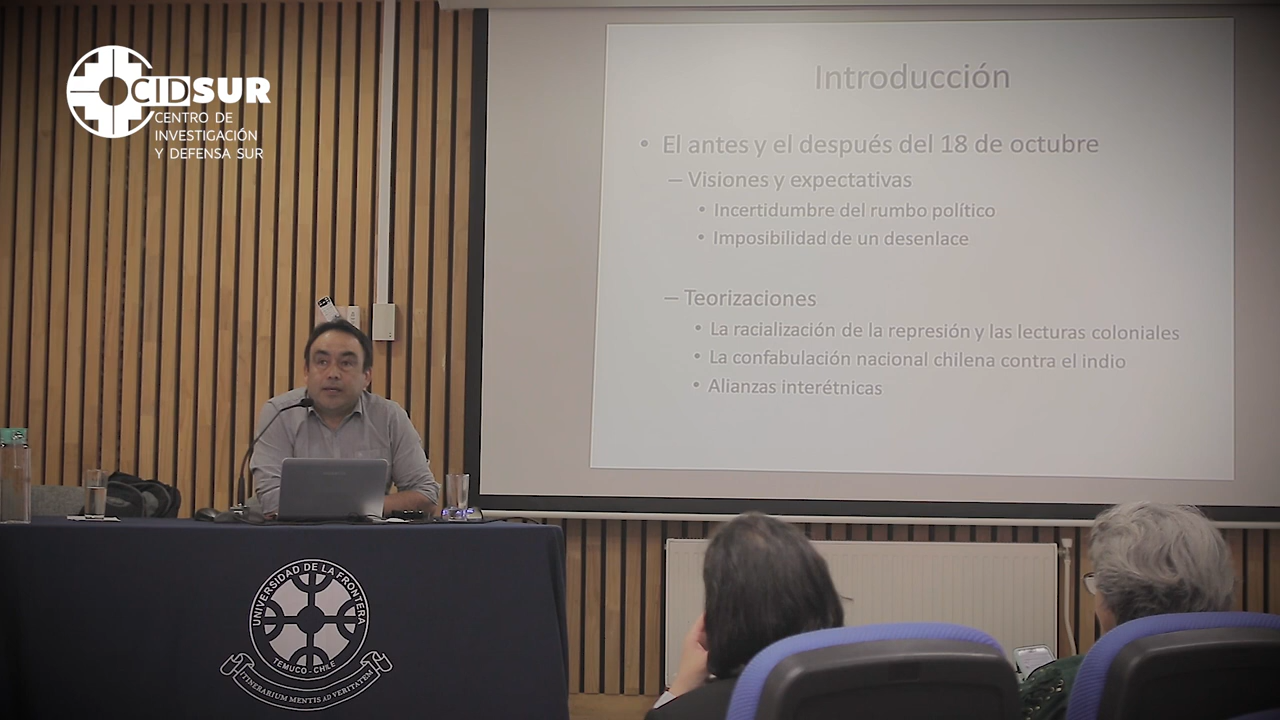 CIDSUR
CENTRO DE
INVESTIGACIÓN
Y DEFENSA SUR
Introducción
• El antes y el después del 18 de octubre
– Visiones y expectativas
• Incertidumbre del rumbo político
• Imposibilidad de un desenlace
– Teorizaciones
• La racialización de la represión y las lecturas coloniales
• La confabulación nacional chilena contra el indio
• Alianzas interétnicas
UNIVERSIDAD DE LA FRONTERA
TEMUCO - CHILE
ITINERARIUM MENTIS AD VERITATEM